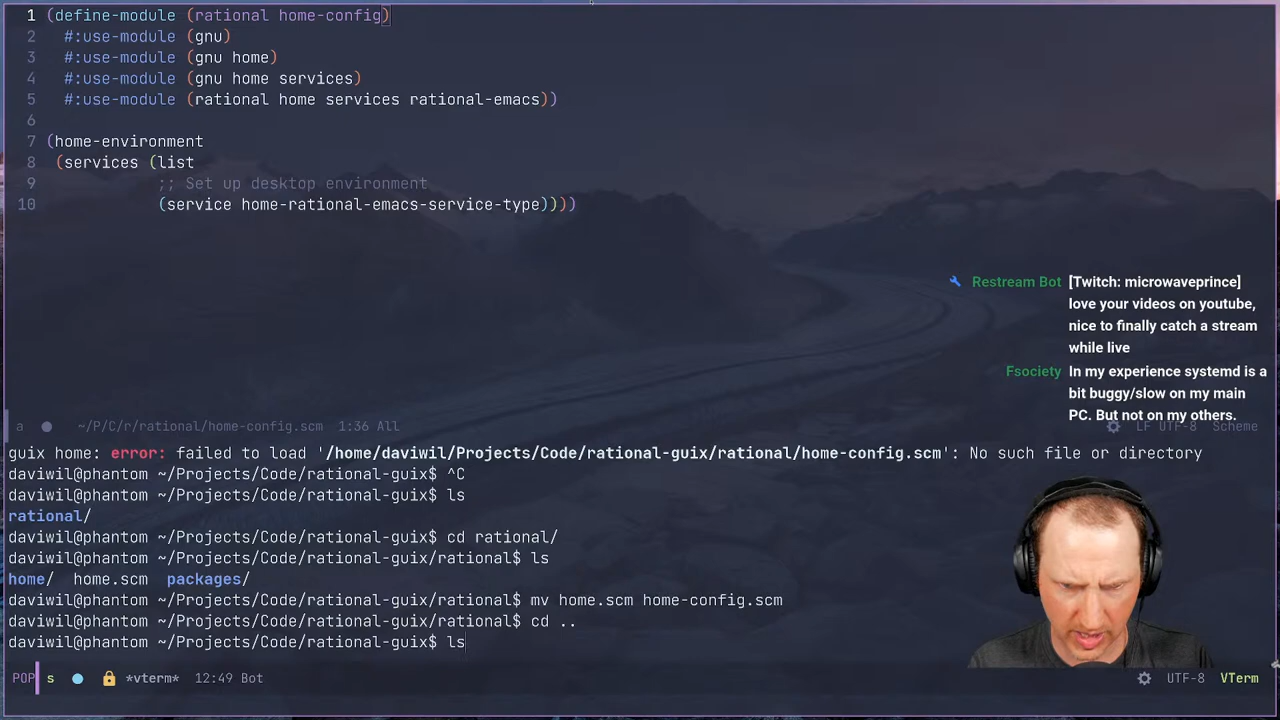 1 (define-module (rational home-config)
2 #:use-module (gnu)
3 #:use-module (gnu home)
4 #:use-module (gnu home services)
5 #:use-module (rational home services rational-emacs))
6
7 (home-environment
8 (services (list
9 ;; Set up desktop environment
10 (service home-rational-emacs-service-type))))
Restream Bot [Twitch: microwaveprince]
love your videos on youtube,
nice to finally catch a stream
while live
Fsociety In my experience systemd is a
bit buggy/slow on my main
PC. But not on my others.
a ~/P/C/r/rational/home-config.scm 1:36 All LF UTF-8 Scheme
guix home: error: failed to load '/home/daviwil/Projects/Code/rational-guix/rational/home-config.scm': No such file or directory
daviwil@phantom ~/Projects/Code/rational-guix$ ^C
daviwil@phantom ~/Projects/Code/rational-guix$ ls
rational/
daviwil@phantom ~/Projects/Code/rational-guix$ cd rational/
daviwil@phantom ~/Projects/Code/rational-guix/rational$ ls
home/ home.scm packages/
daviwil@phantom ~/Projects/Code/rational-guix/rational$ mv home.scm home-config.scm
daviwil@phantom ~/Projects/Code/rational-guix/rational$ cd ..
daviwil@phantom ~/Projects/Code/rational-guix$ ls
POP s *vterm* 12:49 Bot UTF-8 VTerm